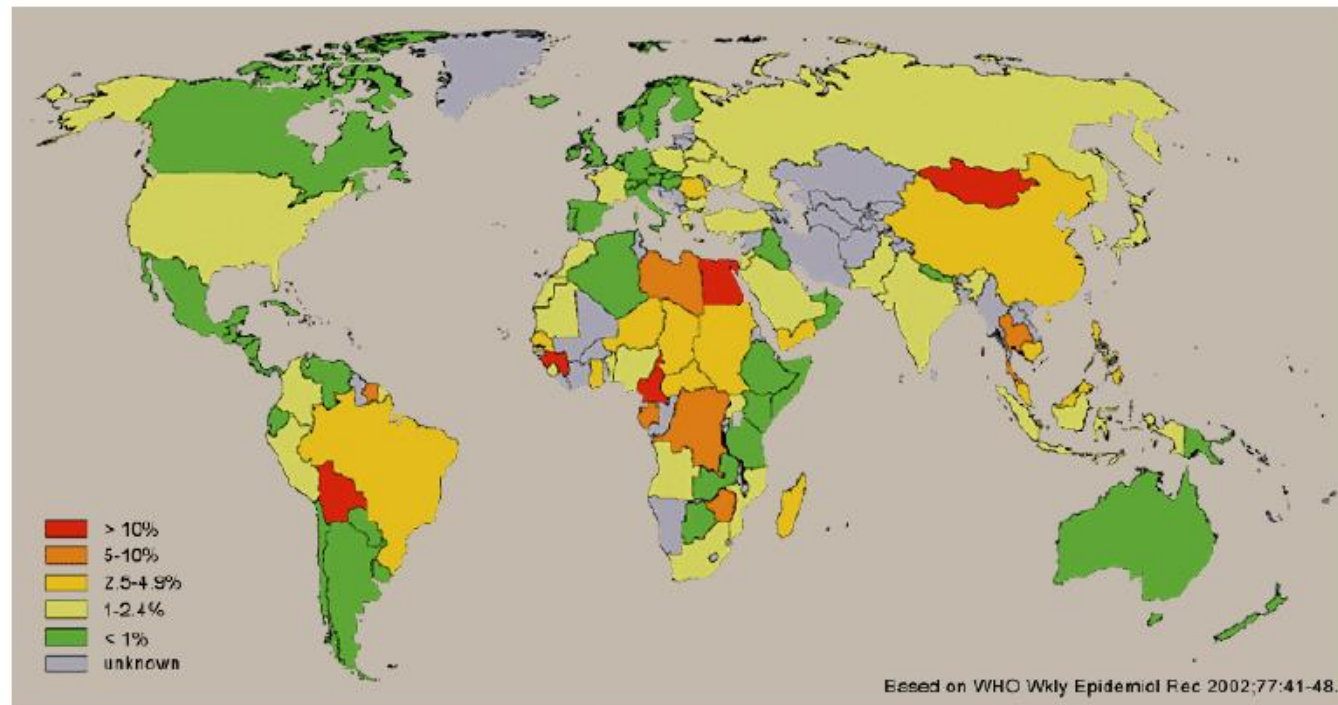 > 10%
5-10%
2.5-4.9%
1-2.4%
< 1%
unknown
Based on WHO Wkly Epidemiol Rec 2002;77:41-48.